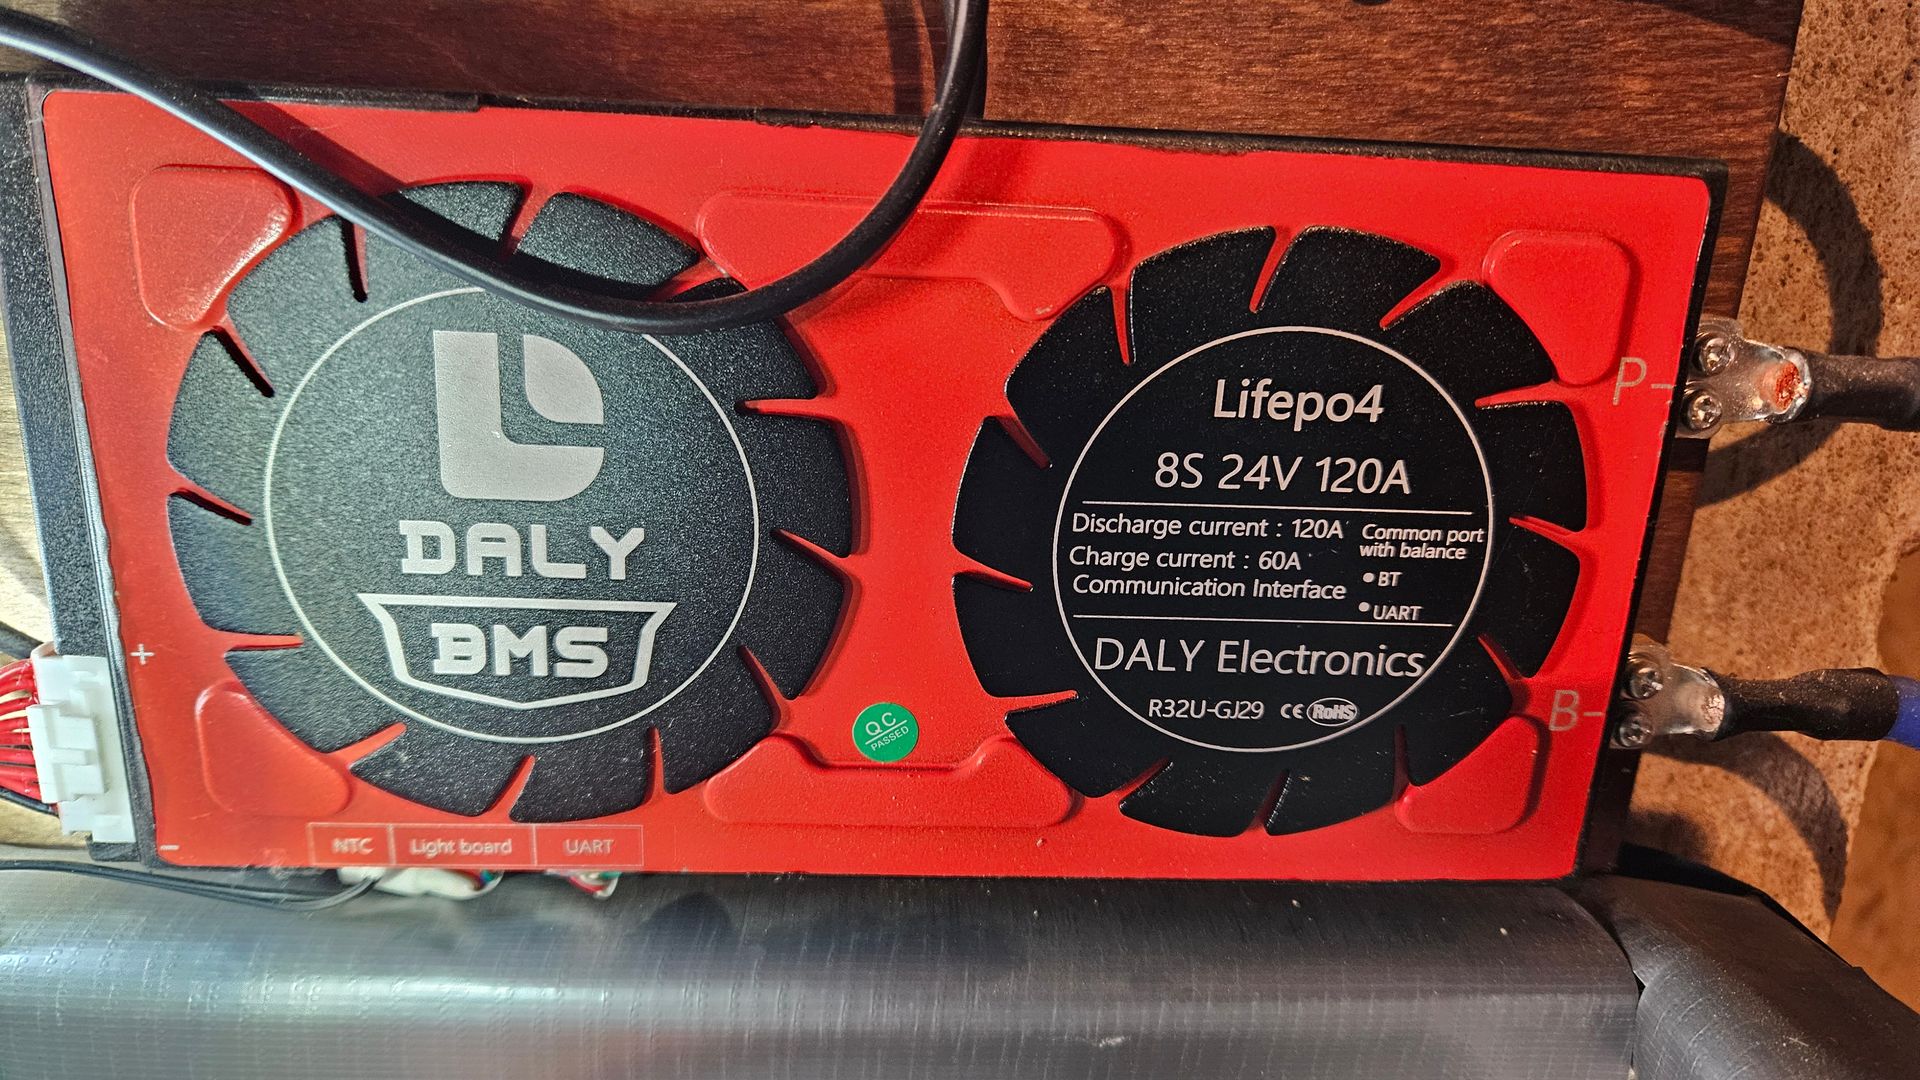 DALY
BMS
+
NTC
Light board
UART
QC
PASSED
Lifepo4
8S 24V 120A
Discharge current : 120A
Charge current : 60A
Communication Interface
Common port
with balance
• BT
• UART
DALY Electronics
R32U-GJ29 CE RoHS
P-
B-